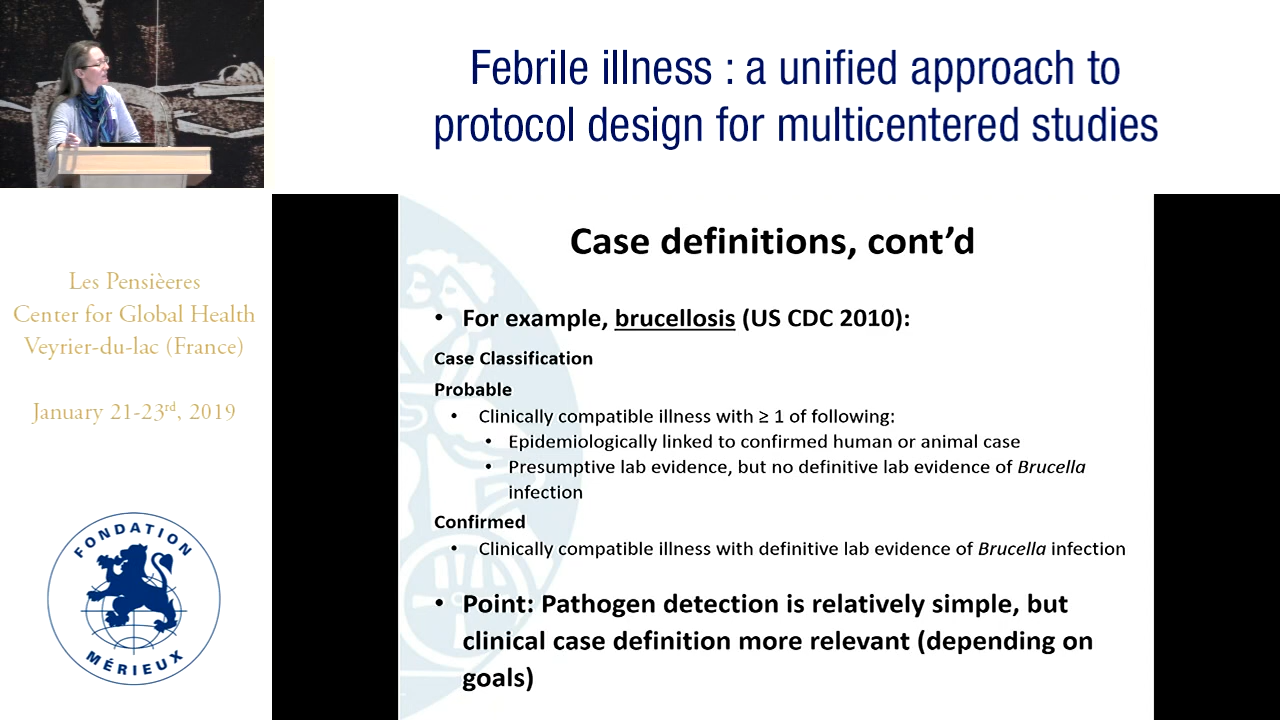 Febrile illness : a unified approach to
protocol design for multicentered studies
Les Pensièeres
Center for Global Health
Veyrier-du-lac (France)
January 21-23rd, 2019
FONDATION
MÉRIEUX
Case definitions, cont’d
• For example, brucellosis (US CDC 2010):
Case Classification
Probable
• Clinically compatible illness with ≥ 1 of following:
• Epidemiologically linked to confirmed human or animal case
• Presumptive lab evidence, but no definitive lab evidence of Brucella
infection
Confirmed
• Clinically compatible illness with definitive lab evidence of Brucella infection
• Point: Pathogen detection is relatively simple, but
clinical case definition more relevant (depending on
goals)